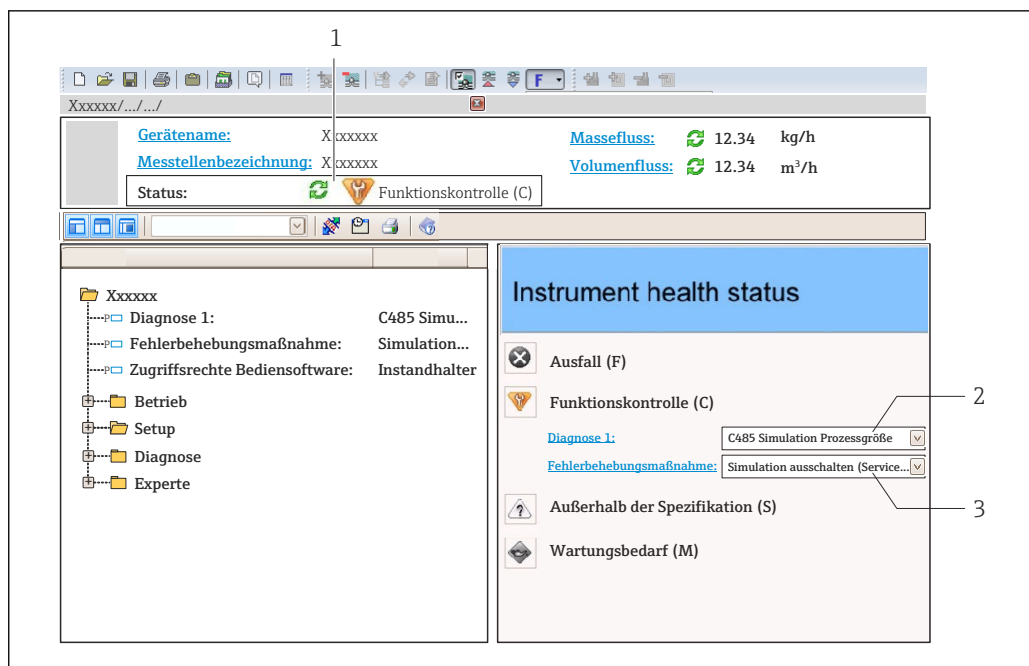 1
F
Xxxxxx/.../.../
Gerätename: Xxxxxxx Massefluss: 12.34 kg/h
Messtellenbezeichnung: Xxxxxxx Volumenfluss: 12.34 m³/h
Status: Funktionskontrolle (C)
Xxxxxx
P Diagnose 1: C485 Simu...
P Fehlerbehebungsmaßnahme: Simulation...
P Zugriffsrechte Bediensoftware: Instandhalter
Betrieb
Setup
Diagnose
Experte
Instrument health status
Ausfall (F)
Funktionskontrolle (C)
2
Diagnose 1: C485 Simulation Prozessgröße
Fehlerbehebungsmaßnahme: Simulation ausschalten (Service...
Außerhalb der Spezifikation (S)
3
Wartungsbedarf (M)